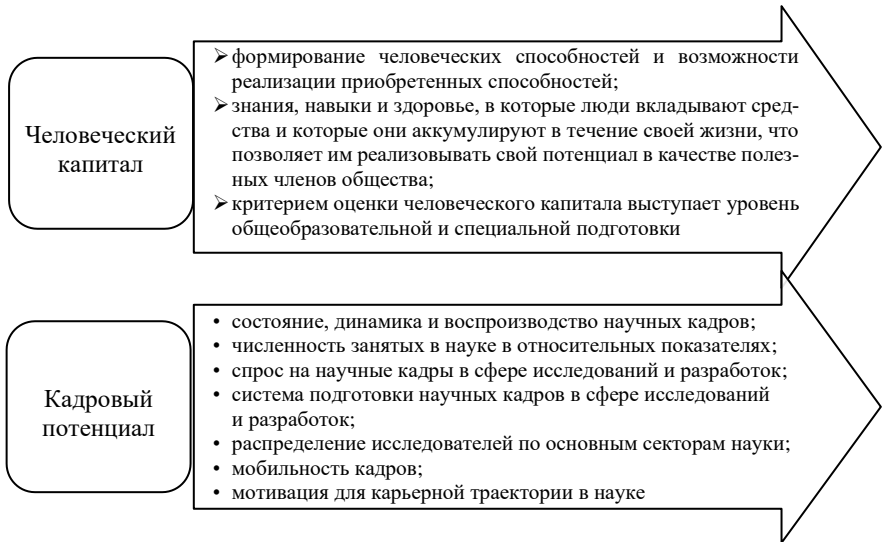 Человеческий
капитал
➢ формирование человеческих способностей и возможности
реализации приобретенных способностей;
➢ знания, навыки и здоровье, в которые люди вкладывают сред-
ства и которые они аккумулируют в течение своей жизни, что
позволяет им реализовывать свой потенциал в качестве полез-
ных членов общества;
➢ критерием оценки человеческого капитала выступает уровень
общеобразовательной и специальной подготовки
Кадровый
потенциал
• состояние, динамика и воспроизводство научных кадров;
• численность занятых в науке в относительных показателях;
• спрос на научные кадры в сфере исследований и разработок;
• система подготовки научных кадров в сфере исследований
и разработок;
• распределение исследователей по основным секторам науки;
• мобильность кадров;
• мотивация для карьерной траектории в науке